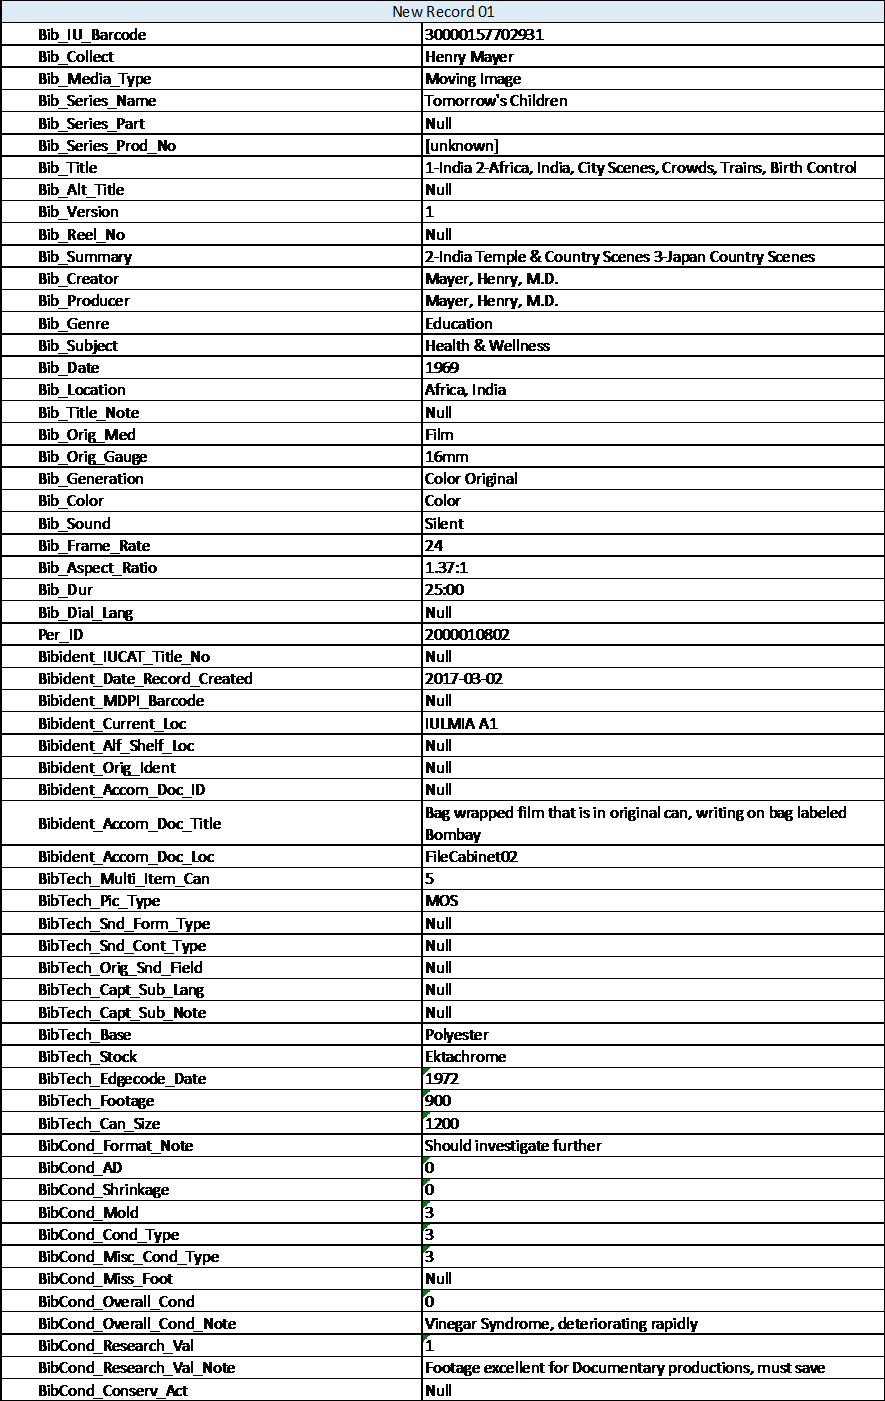 New Record 01
Bib_IU_Barcode 30000157702931
Bib_Collect Henry Mayer
Bib_Media_Type Moving Image
Bib_Series_Name Tomorrow's Children
Bib_Series_Part Null
Bib_Series_Prod_No [unknown]
Bib_Title 1-India 2-Africa, India, City Scenes, Crowds, Trains, Birth Control
Bib_Alt_Title Null
Bib_Version 1
Bib_Reel_No Null
Bib_Summary 2-India Temple & Country Scenes 3-Japan Country Scenes
Bib_Creator Mayer, Henry, M.D.
Bib_Producer Mayer, Henry, M.D.
Bib_Genre Education
Bib_Subject Health & Wellness
Bib_Date 1969
Bib_Location Africa, India
Bib_Title_Note Null
Bib_Orig_Med Film
Bib_Orig_Gauge 16mm
Bib_Generation Color Original
Bib_Color Color
Bib_Sound Silent
Bib_Frame_Rate 24
Bib_Aspect_Ratio 1.37:1
Bib_Dur 25:00
Bib_Dial_Lang Null
Per_ID 2000010802
Bibident_IUCAT_Title_No Null
Bibident_Date_Record_Created 2017-03-02
Bibident_MDPI_Barcode Null
Bibident_Current_Loc IULMIA A1
Bibident_Alf_Shelf_Loc Null
Bibident_Orig_Ident Null
Bibident_Accom_Doc_ID Null
Bibident_Accom_Doc_Title Bag wrapped film that is in original can, writing on bag labeled
Bombay
Bibident_Accom_Doc_Loc FileCabinet02
BibTech_Multi_Item_Can 5
BibTech_Pic_Type MOS
BibTech_Snd_Form_Type Null
BibTech_Snd_Cont_Type Null
BibTech_Orig_Snd_Field Null
BibTech_Capt_Sub_Lang Null
BibTech_Capt_Sub_Note Null
BibTech_Base Polyester
BibTech_Stock Ektachrome
BibTech_Edgecode_Date 1972
BibTech_Footage 900
BibTech_Can_Size 1200
BibCond_Format_Note Should investigate further
BibCond_AD 0
BibCond_Shrinkage 0
BibCond_Mold 3
BibCond_Cond_Type 3
BibCond_Misc_Cond_Type 3
BibCond_Miss_Foot Null
BibCond_Overall_Cond 0
BibCond_Overall_Cond_Note Vinegar Syndrome, deteriorating rapidly
BibCond_Research_Val 1
BibCond_Research_Val_Note Footage excellent for Documentary productions, must save
BibCond_Conserv_Act Null